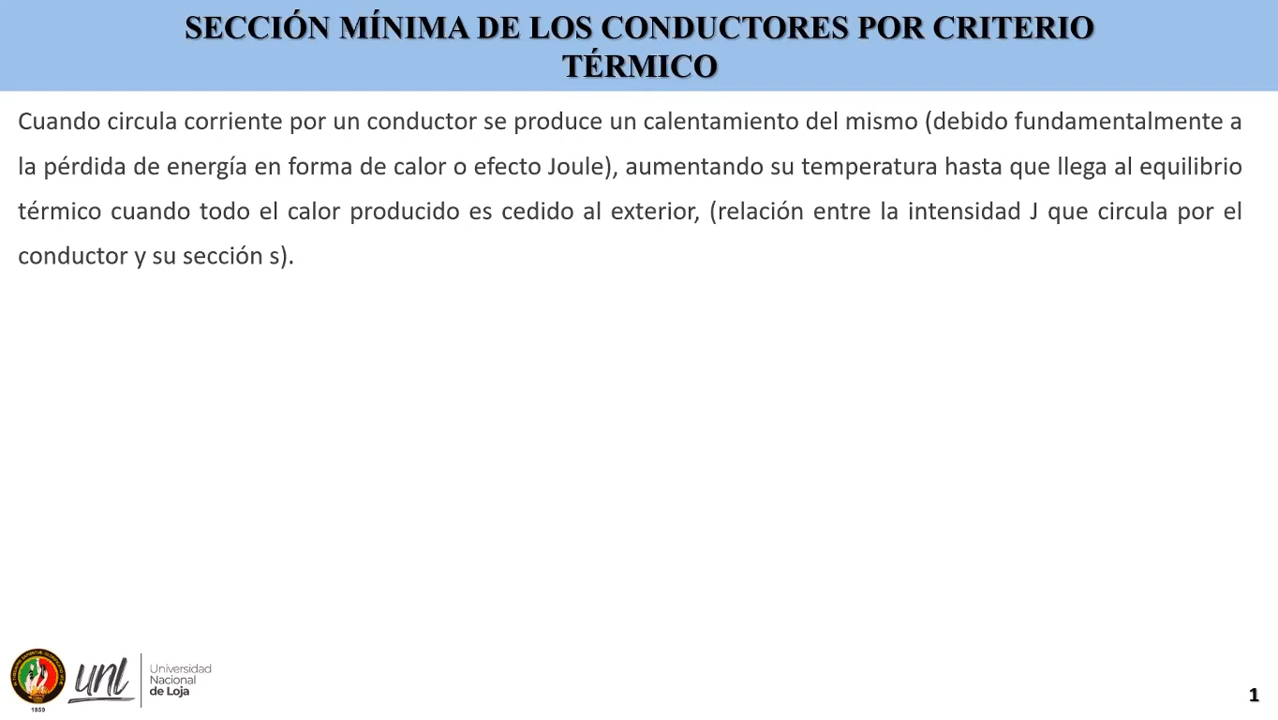 SECCIÓN MÍNIMA DE LOS CONDUCTORES POR CRITERIO
TÉRMICO
Cuando circula corriente por un conductor se produce un calentamiento del mismo (debido fundamentalmente a
la pérdida de energía en forma de calor o efecto Joule), aumentando su temperatura hasta que llega al equilibrio
térmico cuando todo el calor producido es cedido al exterior, (relación entre la intensidad J que circula por el
conductor y su sección s).
1859
unl
Universidad
Nacional
de Loja
1